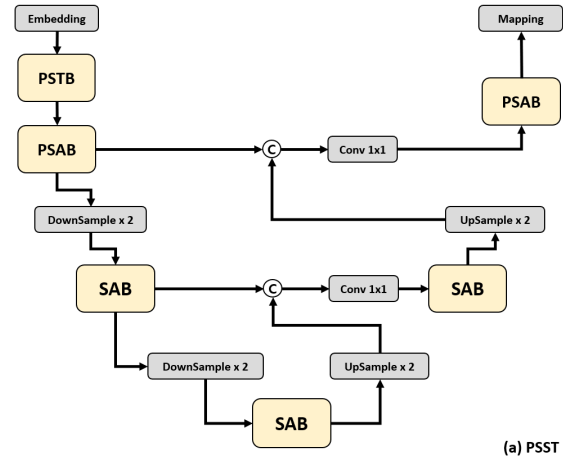 Embedding
Mapping
PSTB
PSAB
PSAB
C
Conv 1x1
DownSample x 2
UpSample x 2
SAB
C
Conv 1x1
SAB
DownSample x 2
UpSample x 2
SAB
(a) PSST